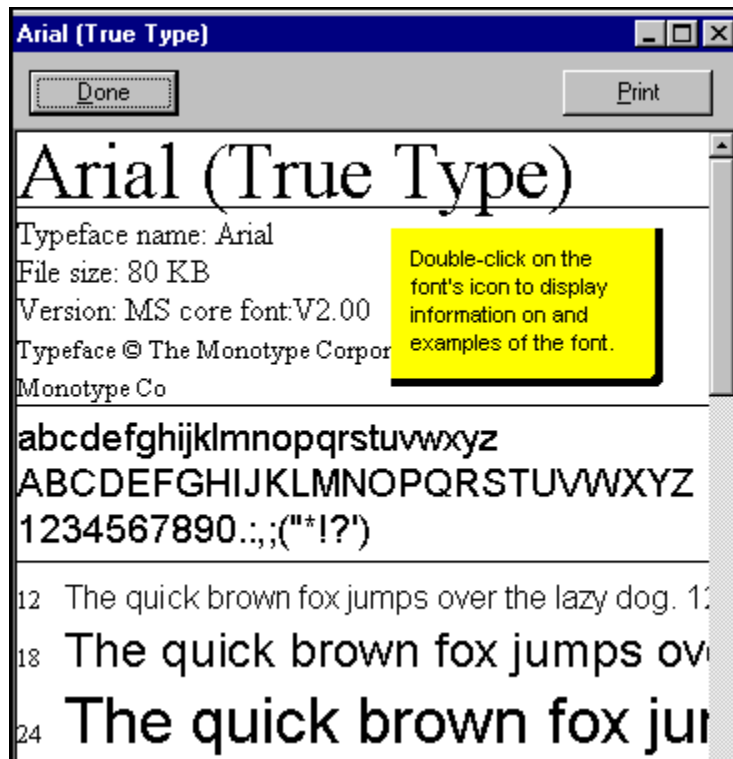 Arial (True Type)
Done
Print
Arial (True Type)
Typeface name: Arial
File size: 80 KB
Version: MS core font:V2.00
Typeface © The Monotype
Monotype Co
Double-click on the
font's icon to display
information on and
examples of the font.
abcdefghijklmnopqrstuvwxyz
ABCDEFGHIJKLMNOPQRSTUVWXYZ
1234567890.:,;("*!?')
12 The quick brown fox jumps over the lazy dog. 12
18 The quick brown fox jumps
24 The quick brown fox